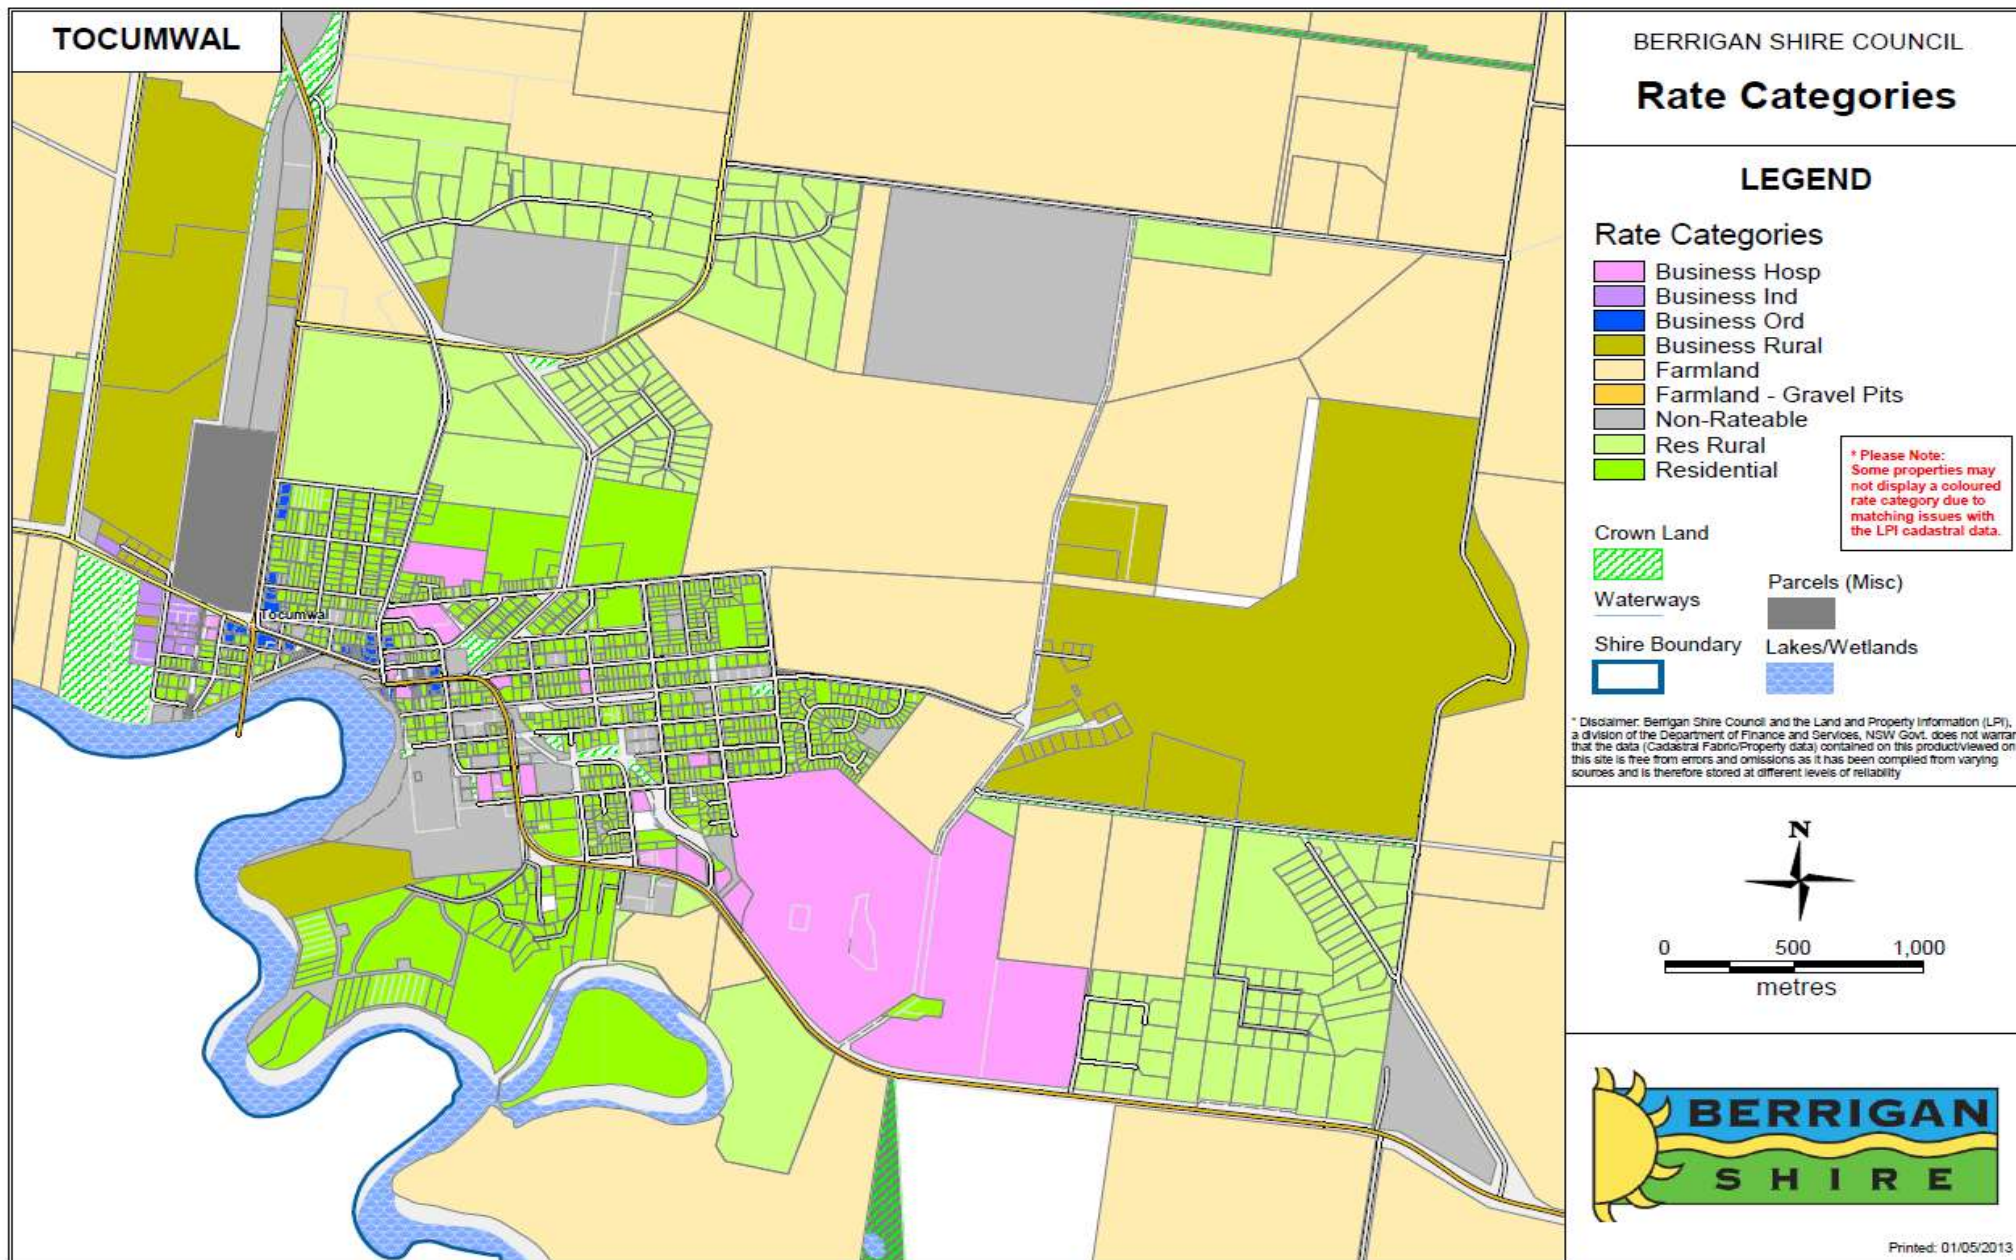 TOCUMWAL
Tocumwal
BERRIGAN SHIRE COUNCIL
Rate Categories
LEGEND
Rate Categories
Business Hosp
Business Ind
Business Ord
Business Rural
Farmland
Farmland - Gravel Pits
Non-Rateable
Res Rural
Residential
* Please Note:
Some properties may
not display a coloured
rate category due to
matching issues with
the LPI cadastral data.
Crown Land
Parcels (Misc)
Waterways
Shire Boundary
Lakes/Wetlands
* Disclaimer: Berrigan Shire Council and the Land and Property Information (LPI),
a division of the Department of Finance and Services, NSW Govt. does not warran
that the data (Cadastral Fabric/Property data) contained on this product/viewed on
this site is free from errors and omissions as it has been compiled from varying
sources and is therefore stored at different levels of reliability
N
0 500 1,000
metres
BERRIGAN
SHIRE
Printed: 01/05/2013